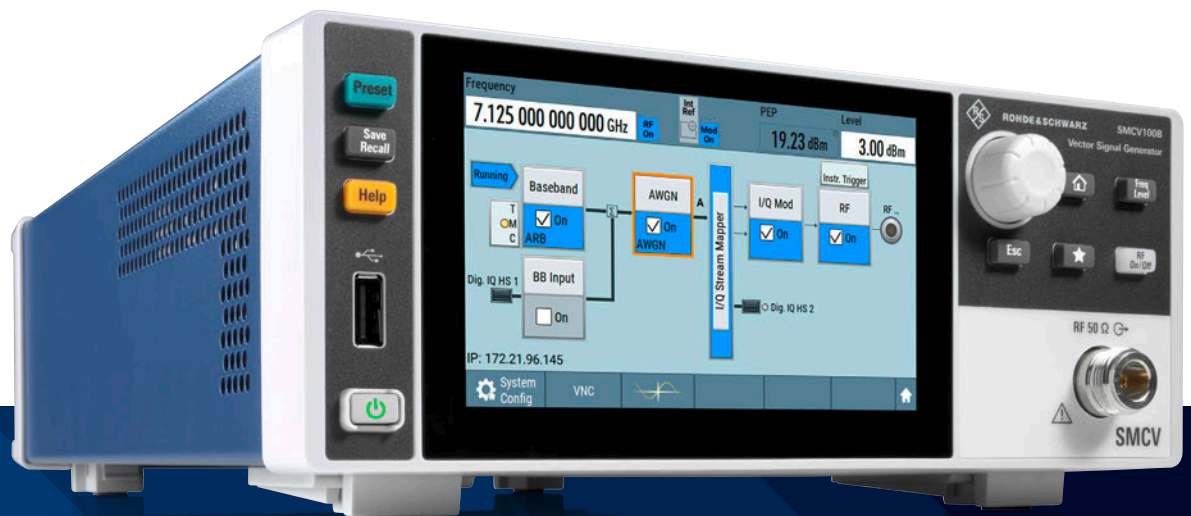 Preset
Save
Recall
Help
Frequency
7.125 000 000 000 GHz
RF
On
Int
Ref
Mod
On
PEP
19.23 dBm
Level
3.00 dBm
Running
Baseband
T
M
C
On
ARB
AWGN
On
AWGN
A
I/Q Stream Mapper
I/Q Mod
On
Instr. Trigger
RF
On
RF ...
Dig. IQ HS 1
BB Input
On
Dig. IQ HS 2
IP: 172.21.96.145
System
Config
VNC
R&S
ROHDE&SCHWARZ
SMCV100B
Vector Signal Generator
Freq
Level
Esc
RF
On/Off
RF 50 Ω
SMCV